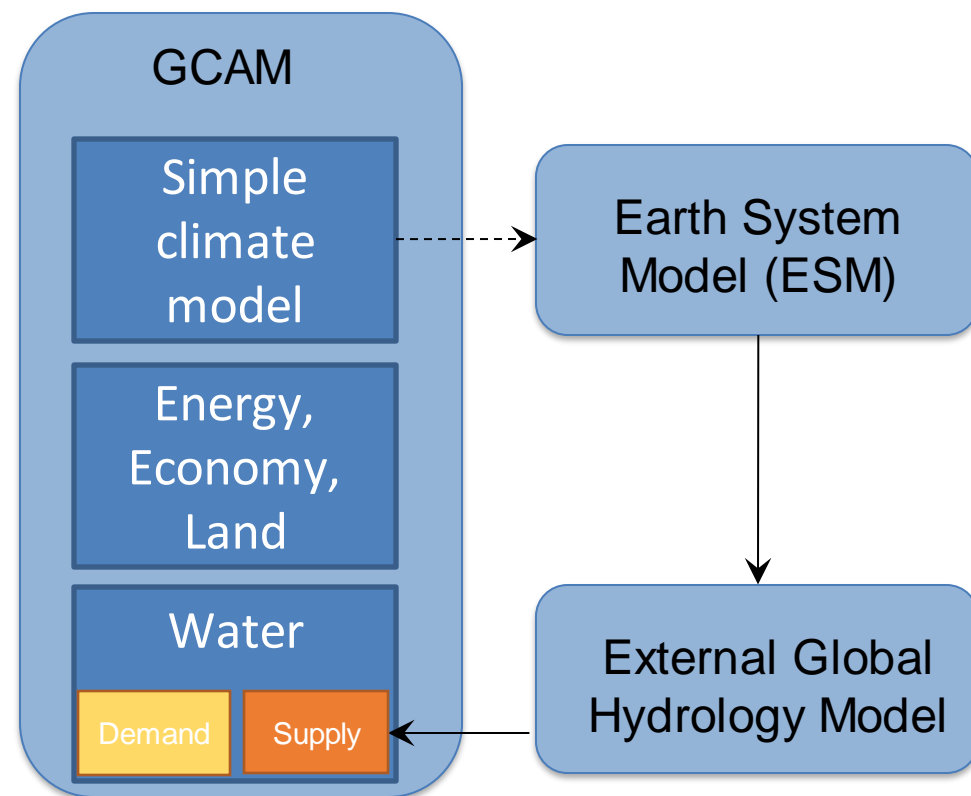 GCAM
Simple
climate
model
Energy,
Economy,
Land
Water
Demand
Supply
Earth System
Model (ESM)
External Global
Hydrology Model